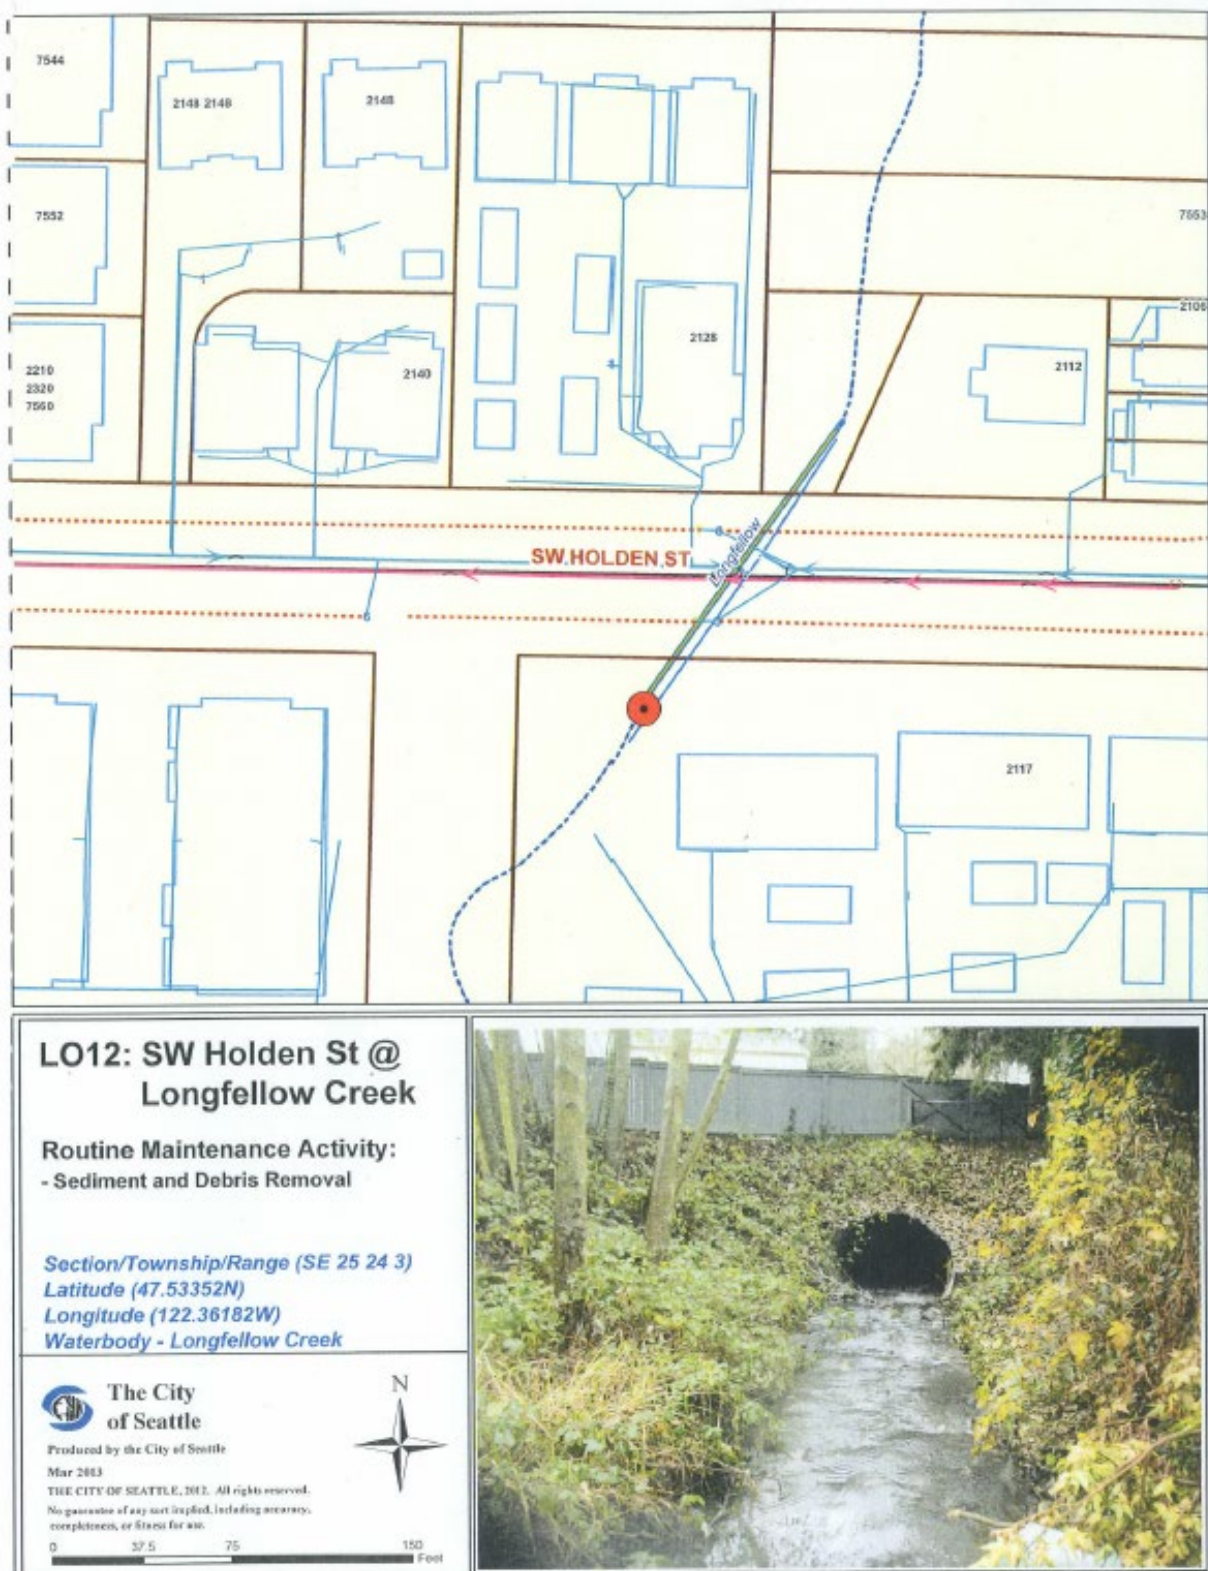 7544
2148 2148
2148
7552
7553
2106
2128
2112
2210
2320
7560
2140
SW HOLDEN ST
Longfellow
2117
LO12: SW Holden St @
Longfellow Creek
Routine Maintenance Activity:
- Sediment and Debris Removal
Section/Township/Range (SE 25 24 3)
Latitude (47.53352N)
Longitude (122.36182W)
Waterbody - Longfellow Creek
The City
of Seattle
N
Produced by the City of Seattle
Mar 2013
THE CITY OF SEATTLE, 2012. All rights reserved.
No guarantee of any sort implied, including accuracy,
completeness, or fitness for use.
0 37.5 75 150
Feet